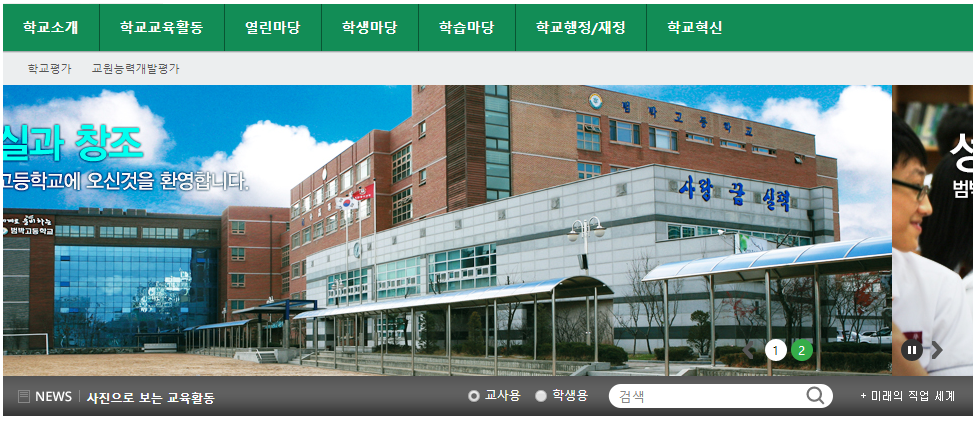 학교소개 학교교육활동 열린마당 학생마당 학습마당 학교행정/재정 학교혁신
학교평가 교원능력개발평가
실과 창조
고등학교에 오신것을 환영합니다.
범박고등학교
사랑 꿈 실력
범박고등학교
범박
1 2
NEWS 사진으로 보는 교육활동 교사용 학생용 검색 + 미래의 직업 세계